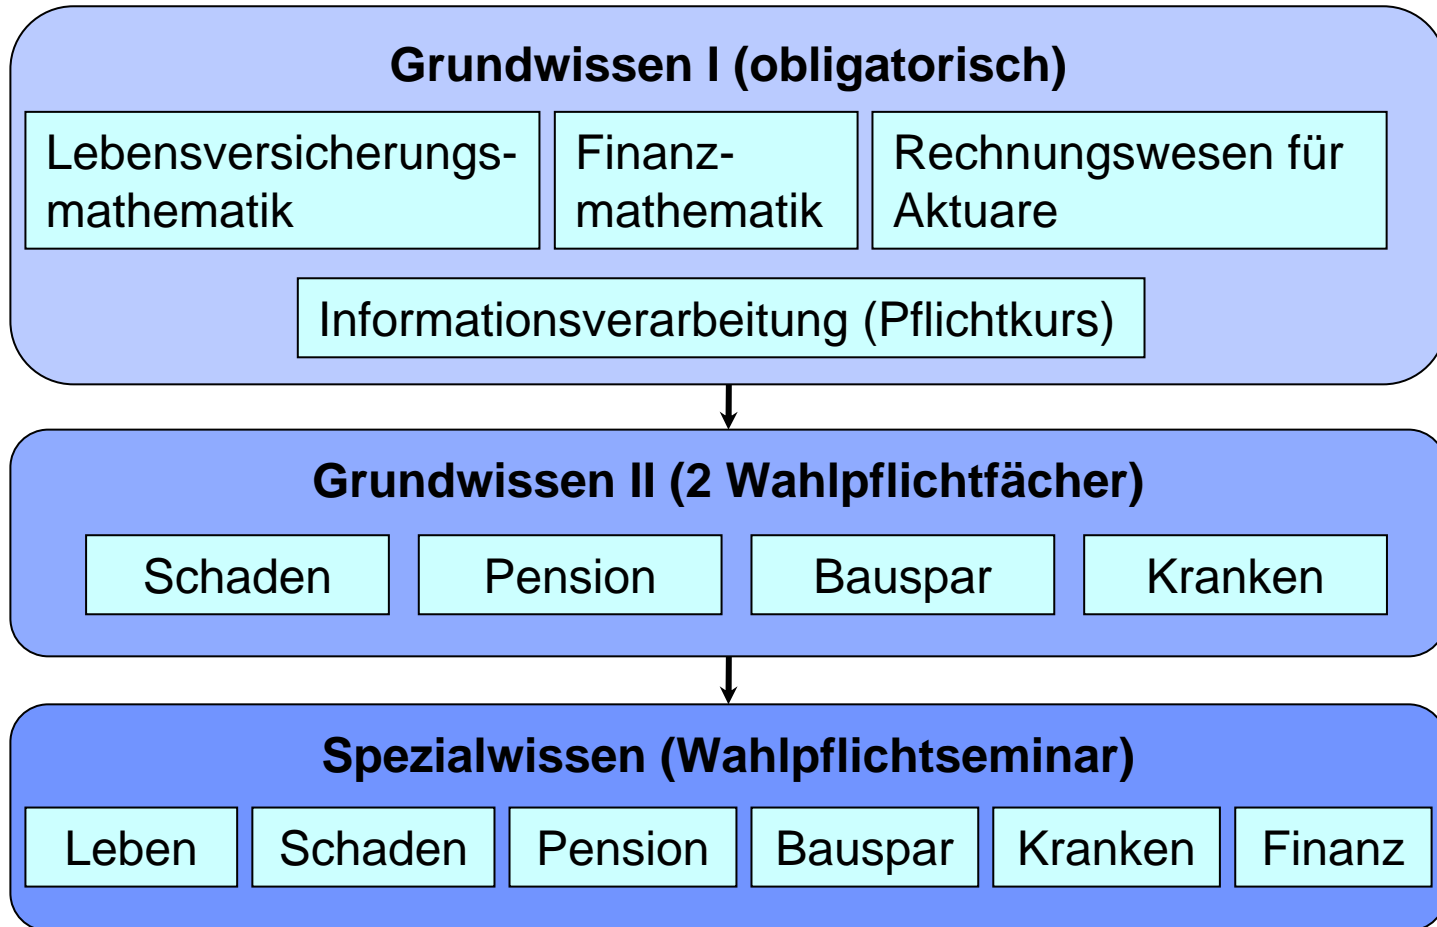 Grundwissen I (obligatorisch)
Lebensversicherungs-
mathematik
Finanz-
mathematik
Rechnungswesen für
Aktuare
Informationsverarbeitung (Pflichtkurs)
Grundwissen II (2 Wahlpflichtfächer)
Schaden
Pension
Bauspar
Kranken
Spezialwissen (Wahlpflichtseminar)
Leben
Schaden
Pension
Bauspar
Kranken
Finanz